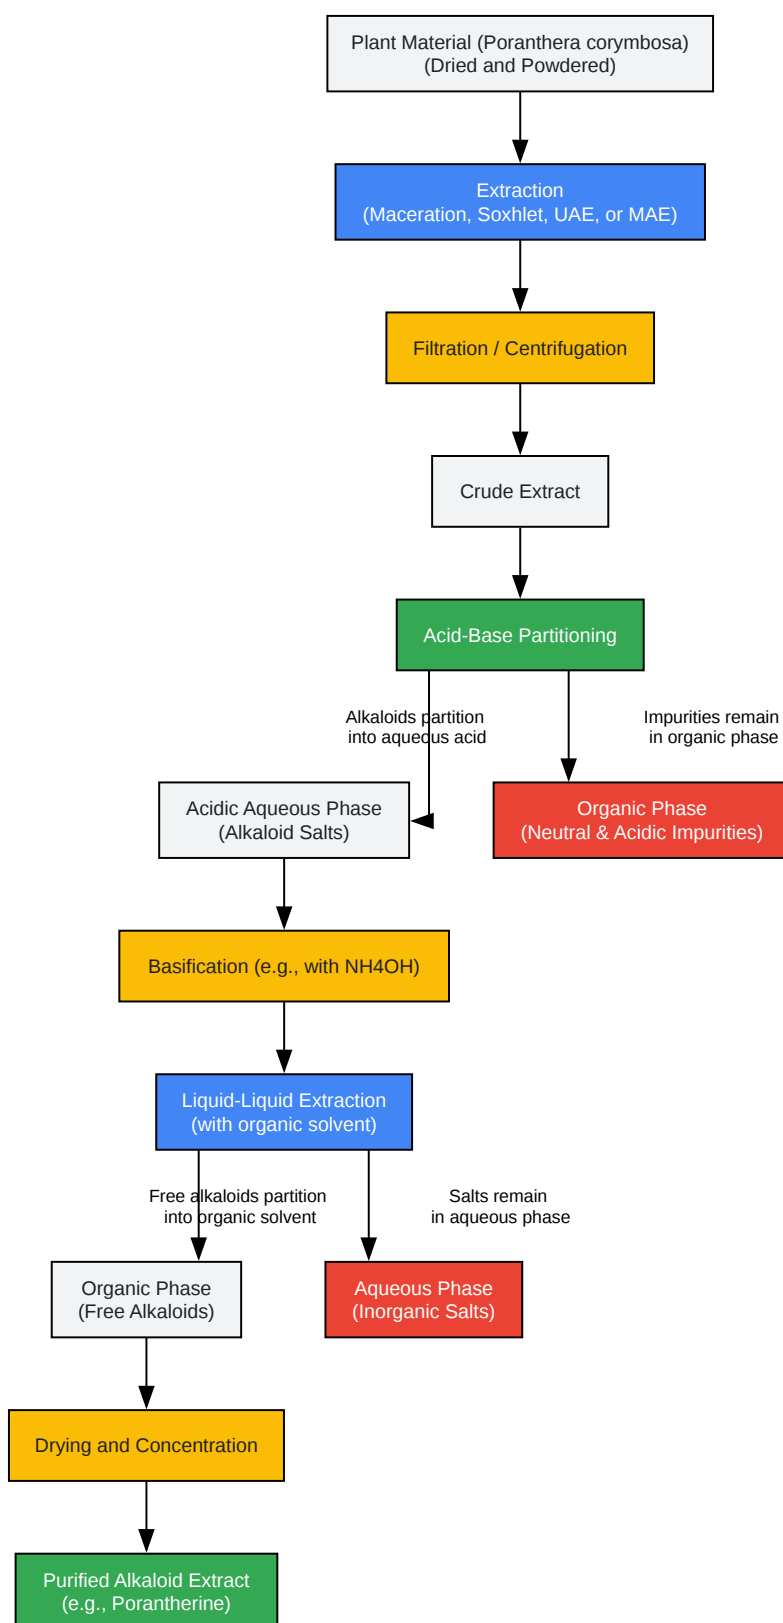 Plant Material (Poranthera corymbosa)
(Dried and Powdered)
Extraction
(Maceration, Soxhlet, UAE, or MAE)
Filtration / Centrifugation
Crude Extract
Acid-Base Partitioning
Alkaloids partition
into aqueous acid
Impurities remain
in organic phase
Acidic Aqueous Phase
(Alkaloid Salts)
Organic Phase
(Neutral & Acidic Impurities)
Basification (e.g., with NH4OH)
Liquid-Liquid Extraction
(with organic solvent)
Free alkaloids partition
into organic solvent
Salts remain
in aqueous phase
Organic Phase
(Free Alkaloids)
Aqueous Phase
(Inorganic Salts)
Drying and Concentration
Purified Alkaloid Extract
(e.g., Porantherine)